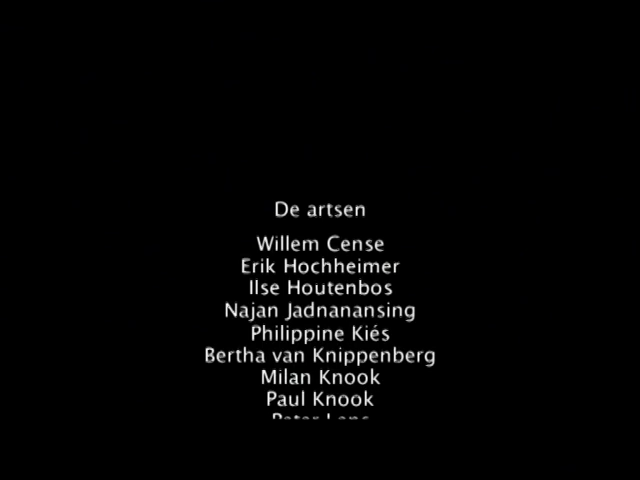 De artsen
Willem Cense
Erik Hochheimer
Ilse Houtenbos
Najan Jadnanansing
Philippine Kiés
Bertha van Knippenberg
Milan Knook
Paul Knook
Peter